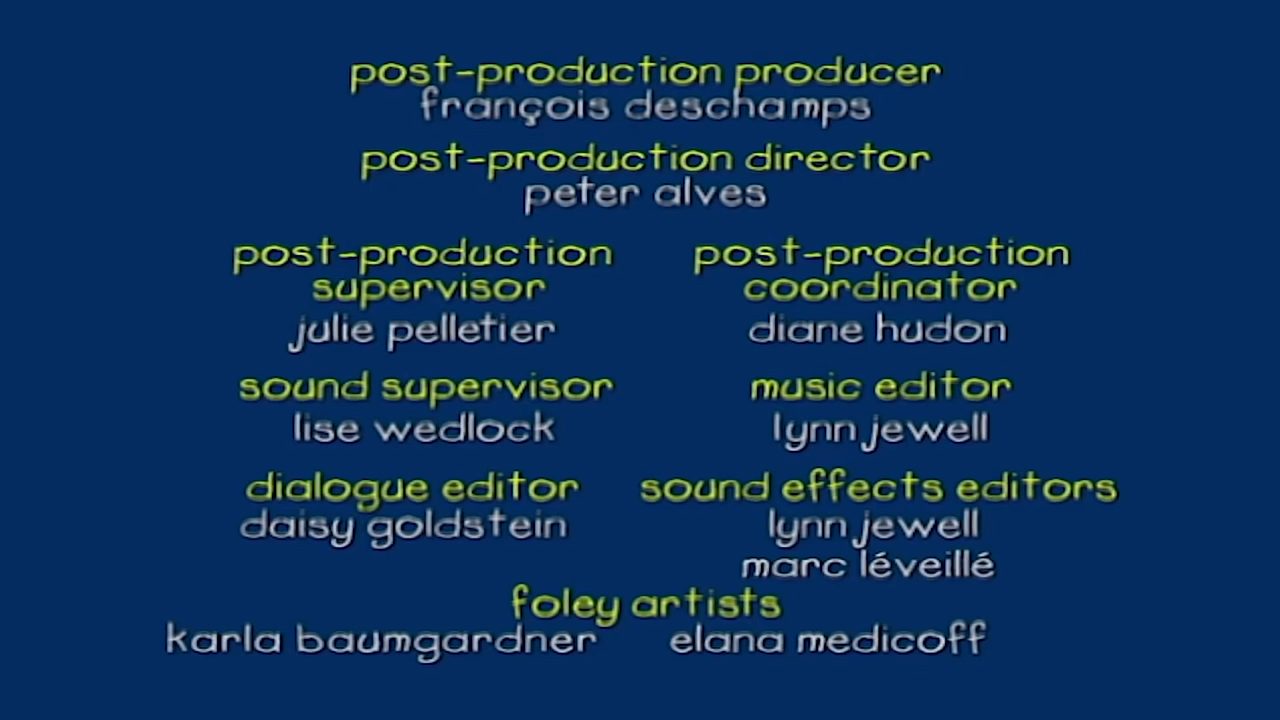 post-production producer
françois deschamps
post-production director
peter alves
post-production
supervisor
julie pelletier
post-production
coordinator
diane hudon
sound supervisor
lise wedlock
music editor
lynn jewell
dialogue editor
daisy goldstein
sound effects editors
lynn jewell
marc léveillé
foley artists
karla baumgardner
elana medicoff